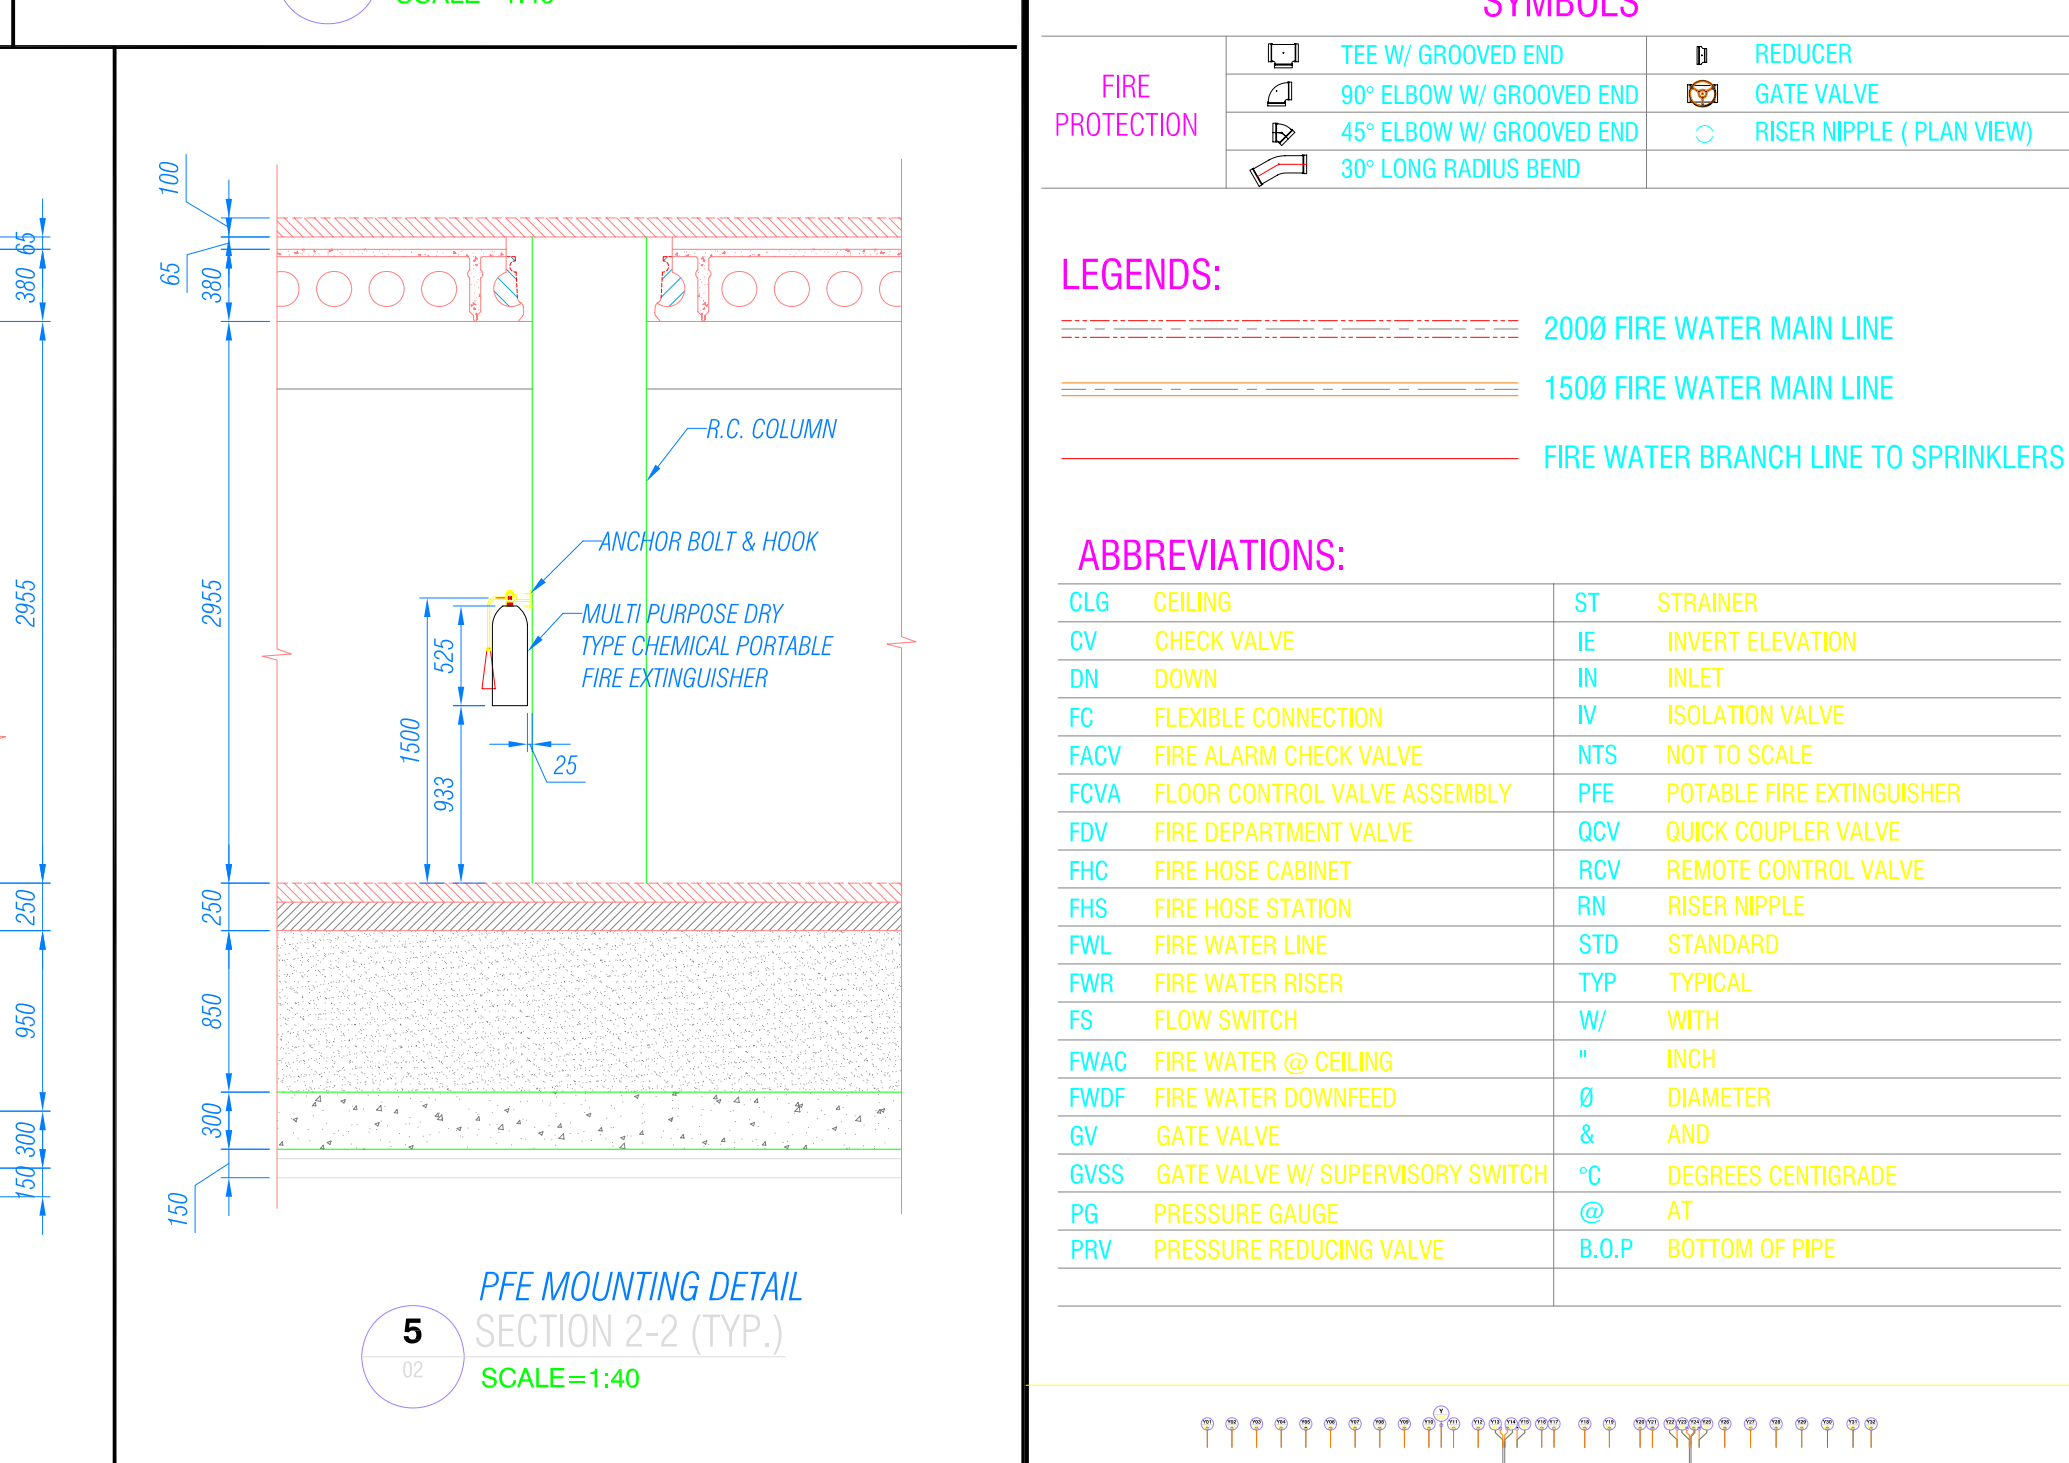 SYMBOLS
FIRE
PROTECTION
TEE W/ GROOVED END
REDUCER
90° ELBOW W/ GROOVED END
GATE VALVE
45° ELBOW W/ GROOVED END
RISER NIPPLE ( PLAN VIEW)
30° LONG RADIUS BEND
65
380
2955
250
950
300
150
100
65
380
2955
250
850
300
150
R.C. COLUMN
ANCHOR BOLT & HOOK
MULTI PURPOSE DRY
TYPE CHEMICAL PORTABLE
FIRE EXTINGUISHER
525
1500
933
25
PFE MOUNTING DETAIL
5
SECTION 2-2 (TYP.)
02
SCALE=1:40
LEGENDS:
200Ø FIRE WATER MAIN LINE
150Ø FIRE WATER MAIN LINE
FIRE WATER BRANCH LINE TO SPRINKLERS
ABBREVIATIONS:
CLG CEILING
ST STRAINER
CV CHECK VALVE
IE INVERT ELEVATION
DN DOWN
IN INLET
FC FLEXIBLE CONNECTION
IV ISOLATION VALVE
FACV FIRE ALARM CHECK VALVE
NTS NOT TO SCALE
FCVA FLOOR CONTROL VALVE ASSEMBLY
PFE POTABLE FIRE EXTINGUISHER
FDV FIRE DEPARTMENT VALVE
QCV QUICK COUPLER VALVE
FHC FIRE HOSE CABINET
RCV REMOTE CONTROL VALVE
FHS FIRE HOSE STATION
RN RISER NIPPLE
FWL FIRE WATER LINE
STD STANDARD
FWR FIRE WATER RISER
TYP TYPICAL
FS FLOW SWITCH
W/ WITH
FWAC FIRE WATER @ CEILING
" INCH
FWDF FIRE WATER DOWNFEED
Ø DIAMETER
GV GATE VALVE
& AND
GVSS GATE VALVE W/ SUPERVISORY SWITCH
°C DEGREES CENTIGRADE
PG PRESSURE GAUGE
@ AT
PRV PRESSURE REDUCING VALVE
B.O.P BOTTOM OF PIPE